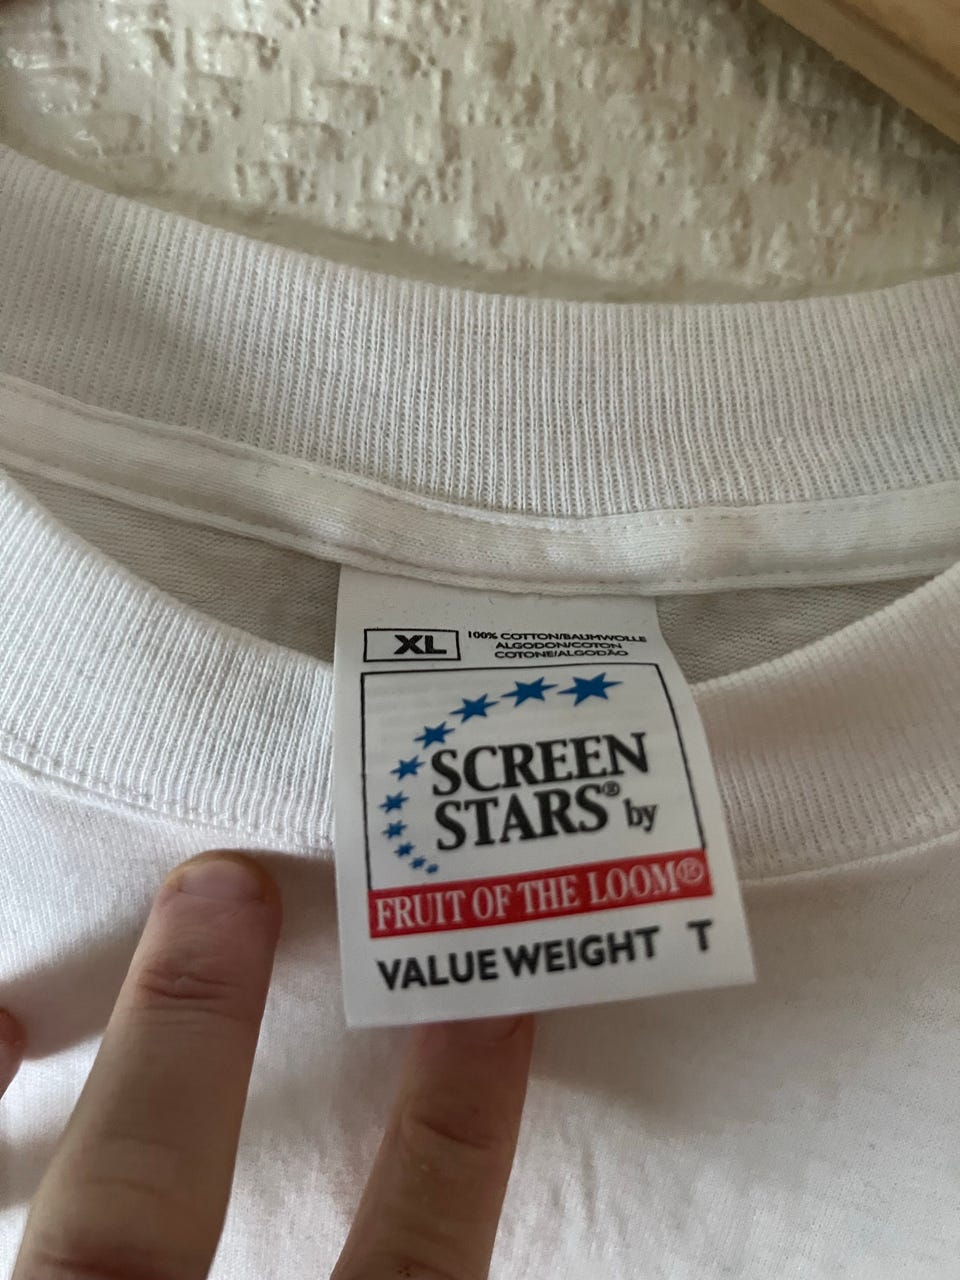 XL
100% COTTON/BAUMWOLLE
ALGODON/COTON
COTONE/ALGODÃO
SCREEN
STARS® by
FRUIT OF THE LOOM®
VALUE WEIGHT T